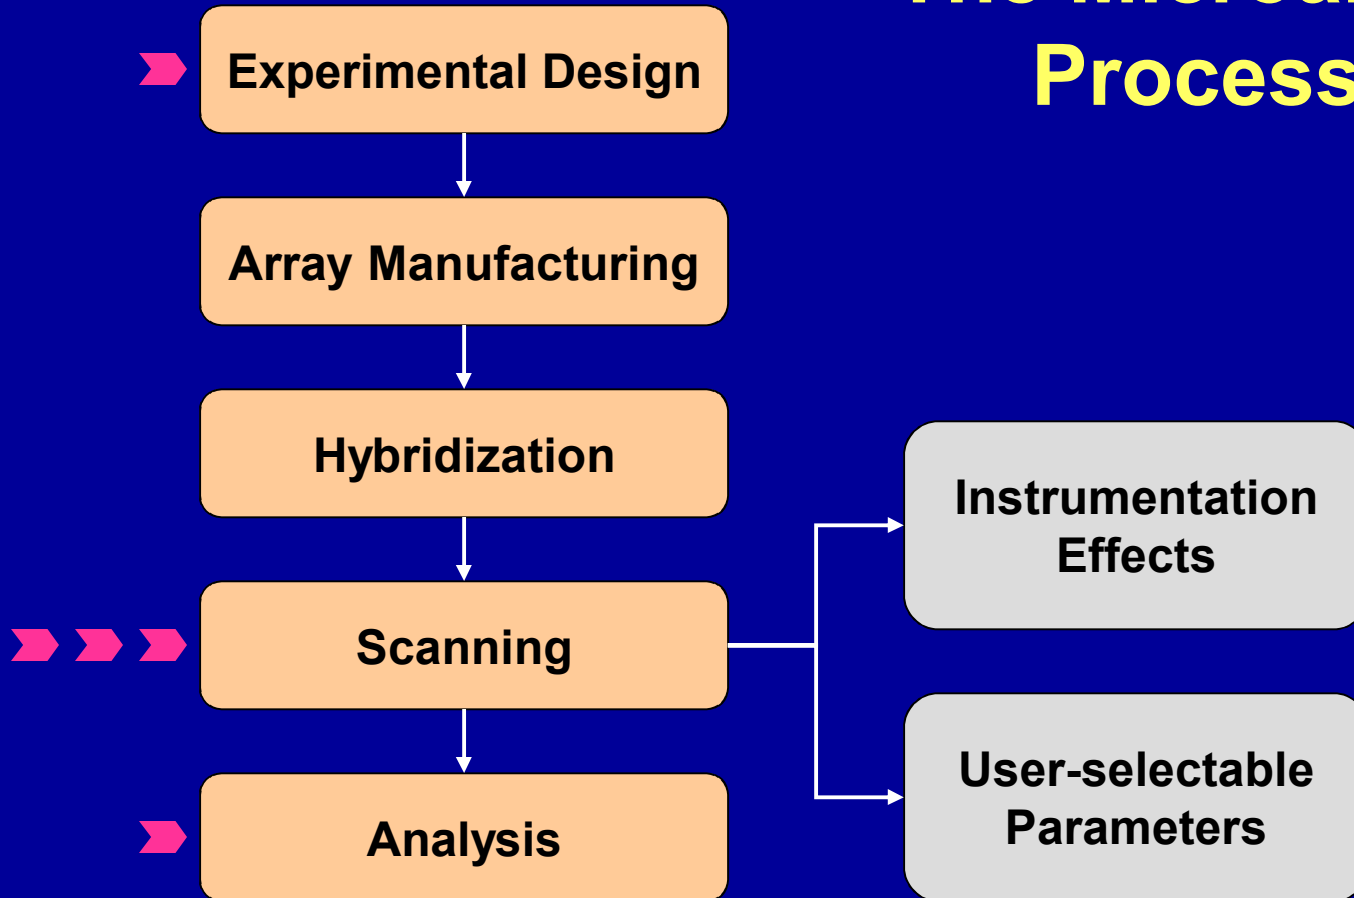 Process
Experimental Design
Array Manufacturing
Hybridization
Instrumentation
Effects
Scanning
User-selectable
Parameters
Analysis